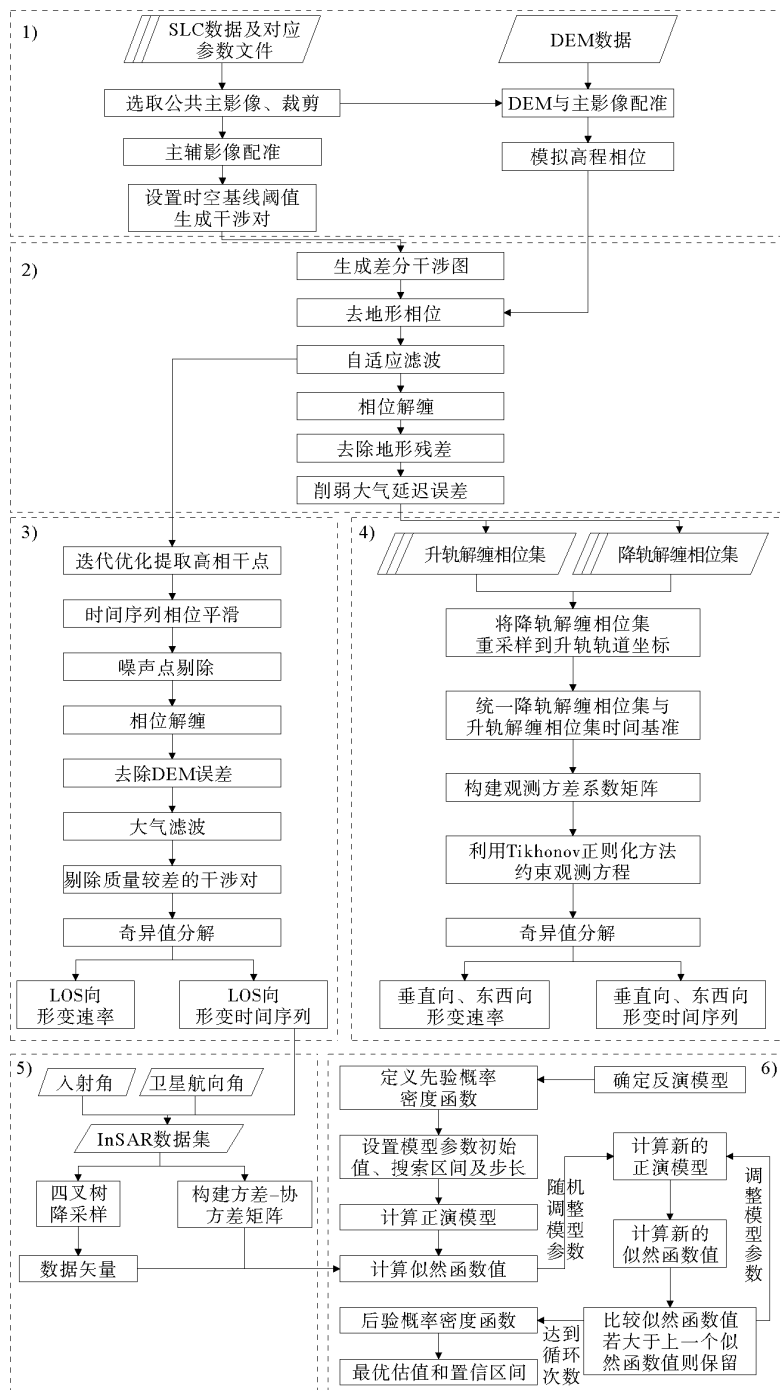 1)
SLC数据及对应
参数文件
DEM数据
选取公共主影像、裁剪
DEM与主影像配准
主辅影像配准
模拟高程相位
设置时空基线阈值
生成干涉对
2)
生成差分干涉图
去地形相位
自适应滤波
相位解缠
去除地形残差
削弱大气延迟误差
3)
迭代优化提取高相干点
时间序列相位平滑
噪声点剔除
相位解缠
去除DEM误差
大气滤波
剔除质量较差的干涉对
奇异值分解
LOS向
形变速率
LOS向
形变时间序列
4)
升轨解缠相位集
降轨解缠相位集
将降轨解缠相位集
重采样到升轨轨道坐标
统一降轨解缠相位集与
升轨解缠相位集时间基准
构建观测方差系数矩阵
利用Tikhonov正则化方法
约束观测方程
奇异值分解
垂直向、东西向
形变速率
垂直向、东西向
形变时间序列
5)
入射角
卫星航向角
InSAR数据集
四叉树
降采样
构建方差-协
方差矩阵
数据矢量
6)
定义先验概率
密度函数
确定反演模型
设置模型参数初始
值、搜索区间及步长
计算正演模型
计算似然函数值
随机
调整
模型
参数
计算新的
正演模型
计算新的
似然函数值
调整
模型
参数
比较似然函数值
若大于上一个似
然函数值则保留
达到
循环
次数
后验概率密度函数
最优估值和置信区间